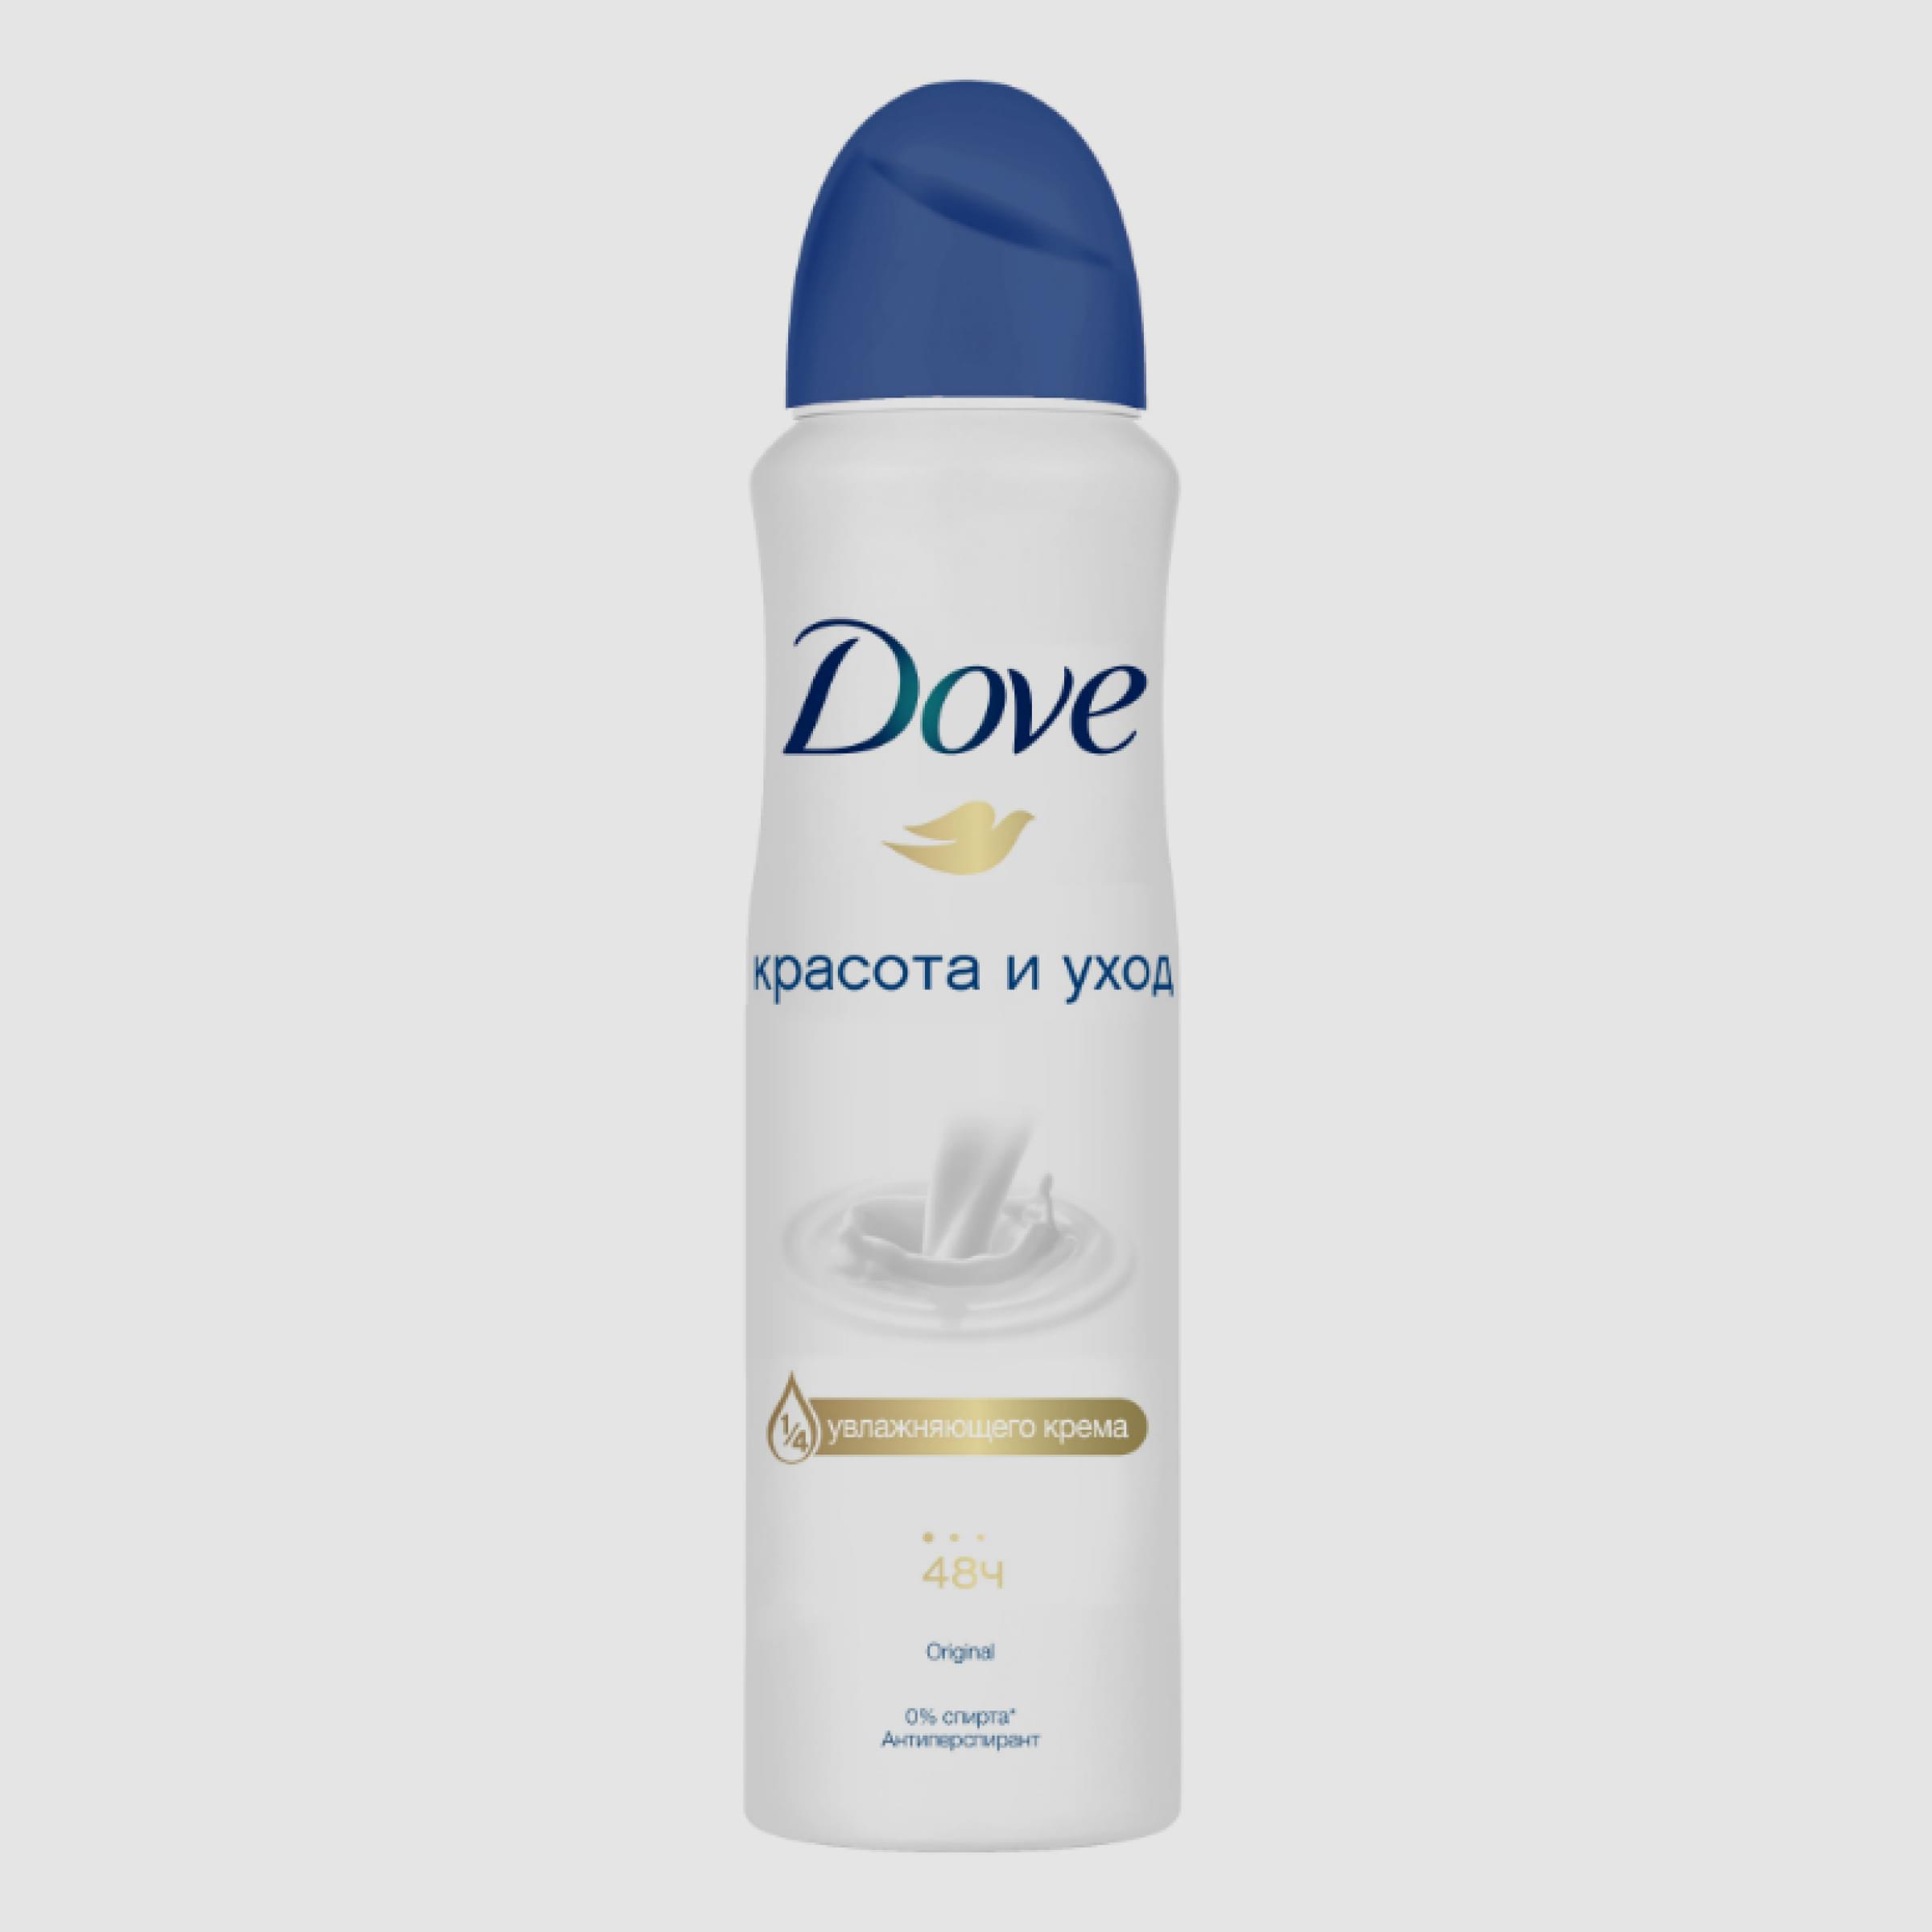 Dove
красота и уход
1/4 увлажняющего крема
48ч
Original
0% спирта*
Антиперспирант